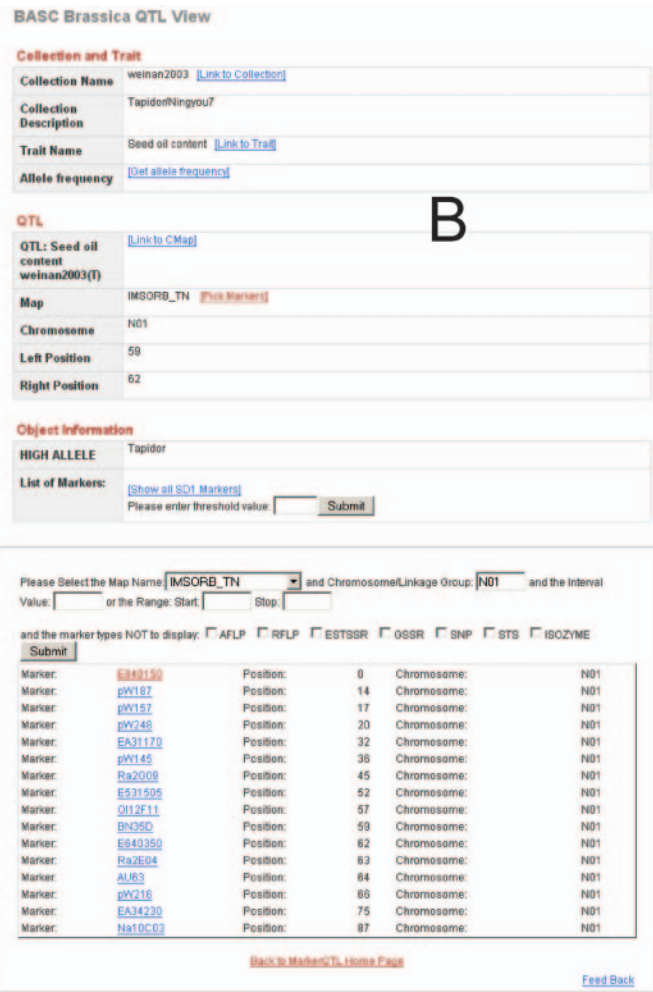 BASC Brassica QTL View
Collection and Trait
Collection Name weinan2003 [Link to Collection]
Collection Description Tapidor/Ningyou7
Trait Name Seed oil content [Link to Trait]
Allele frequency [Get allele frequency]
B
QTL
QTL: Seed oil content weinan2003(T) [Link to CMap]
Map IMSORB_TN [Pick Markers]
Chromosome N01
Left Position 59
Right Position 62
Object Information
HIGH ALLELE Tapidor
List of Markers: [Show all SD1 Markers]
Please enter threshold value: Submit
Please Select the Map Name: IMSORB_TN and Chromosome/Linkage Group: N01 and the Interval
Value: or the Range: Start: Stop:
and the marker types NOT to display: AFLP RFLP ESTSSR GSSR SNP STS ISOZYME
Submit
Marker: E840150 Position: 0 Chromosome: N01
Marker: pW187 Position: 14 Chromosome: N01
Marker: pW157 Position: 17 Chromosome: N01
Marker: pW248 Position: 20 Chromosome: N01
Marker: EA31170 Position: 32 Chromosome: N01
Marker: pW145 Position: 36 Chromosome: N01
Marker: Ra2G09 Position: 45 Chromosome: N01
Marker: E531505 Position: 52 Chromosome: N01
Marker: Ol12F11 Position: 57 Chromosome: N01
Marker: BN35D Position: 59 Chromosome: N01
Marker: E640350 Position: 62 Chromosome: N01
Marker: Ra2E04 Position: 63 Chromosome: N01
Marker: AU63 Position: 64 Chromosome: N01
Marker: pW216 Position: 66 Chromosome: N01
Marker: EA34230 Position: 75 Chromosome: N01
Marker: Na10C03 Position: 87 Chromosome: N01
Back to MarkerQTL Home Page
Feed Back